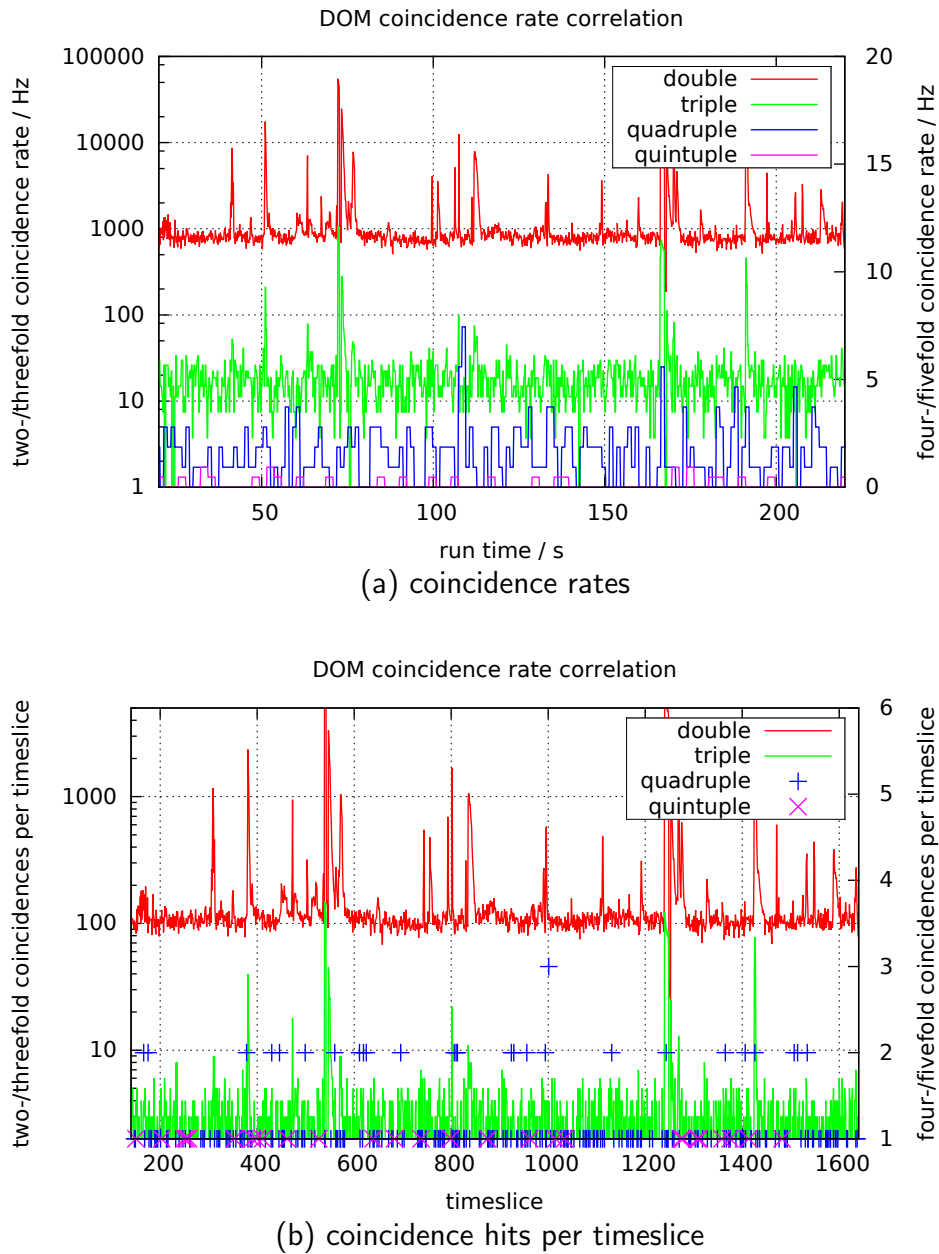 DOM coincidence rate correlation
two-/threefold coincidence rate / Hz
100000
10000
1000
100
10
1
double
triple
quadruple
quintuple
20
15
10
5
0
four-/fivefold coincidence rate / Hz
50 100 150 200
run time / s
(a) coincidence rates
DOM coincidence rate correlation
two-/threefold coincidences per timeslice
1000
100
10
double
triple
quadruple
quintuple
6
5
4
3
2
1
four-/fivefold coincidences per timeslice
200 400 600 800 1000 1200 1400 1600
timeslice
(b) coincidence hits per timeslice